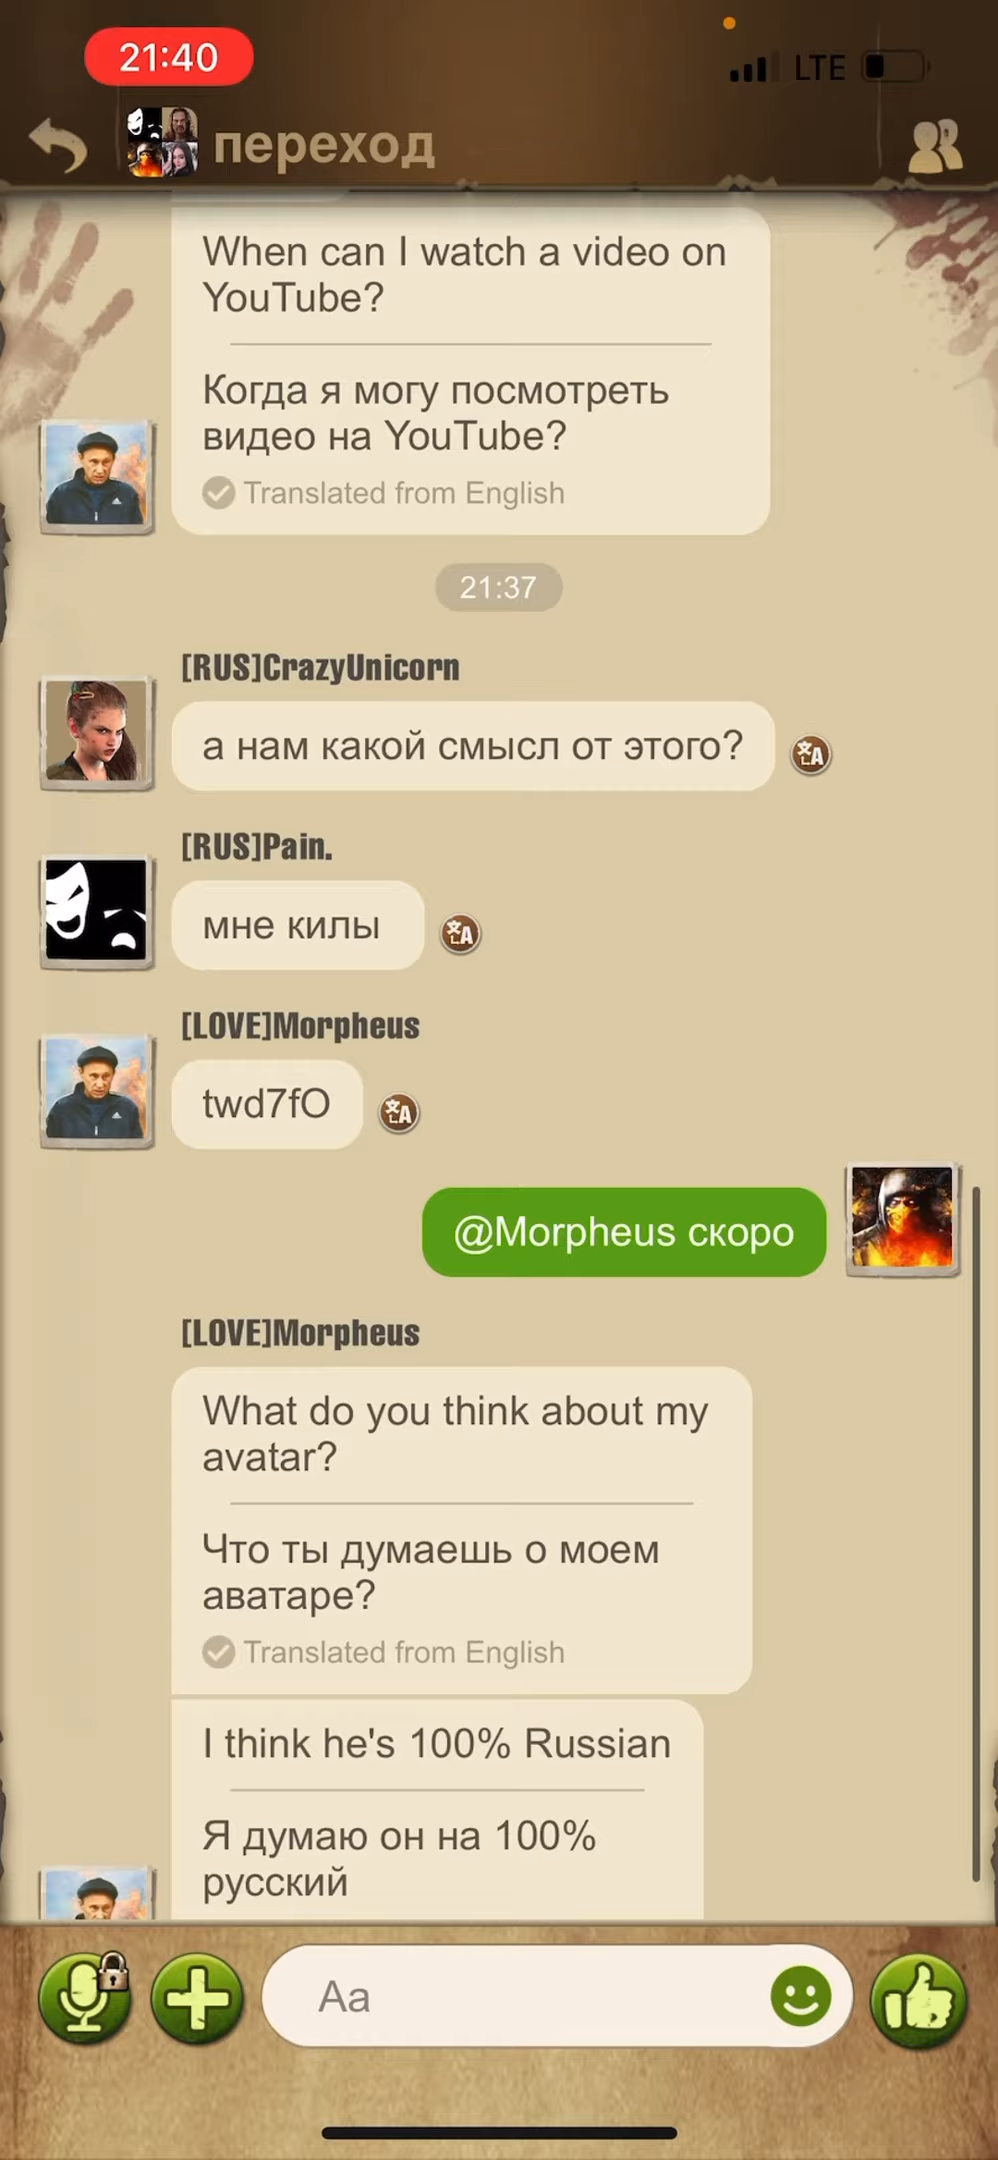 21:40
LTE
переход
When can I watch a video on
YouTube?
Когда я могу посмотреть
видео на YouTube?
Translated from English
21:37
[RUS]CrazyUnicorn
а нам какой смысл от этого?
[RUS]Pain.
мне килы
[LOVE]Morpheus
twd7fO
@Morpheus скоро
[LOVE]Morpheus
What do you think about my
avatar?
Что ты думаешь о моем
аватаре?
Translated from English
I think he's 100% Russian
Я думаю он на 100%
русский
Aa